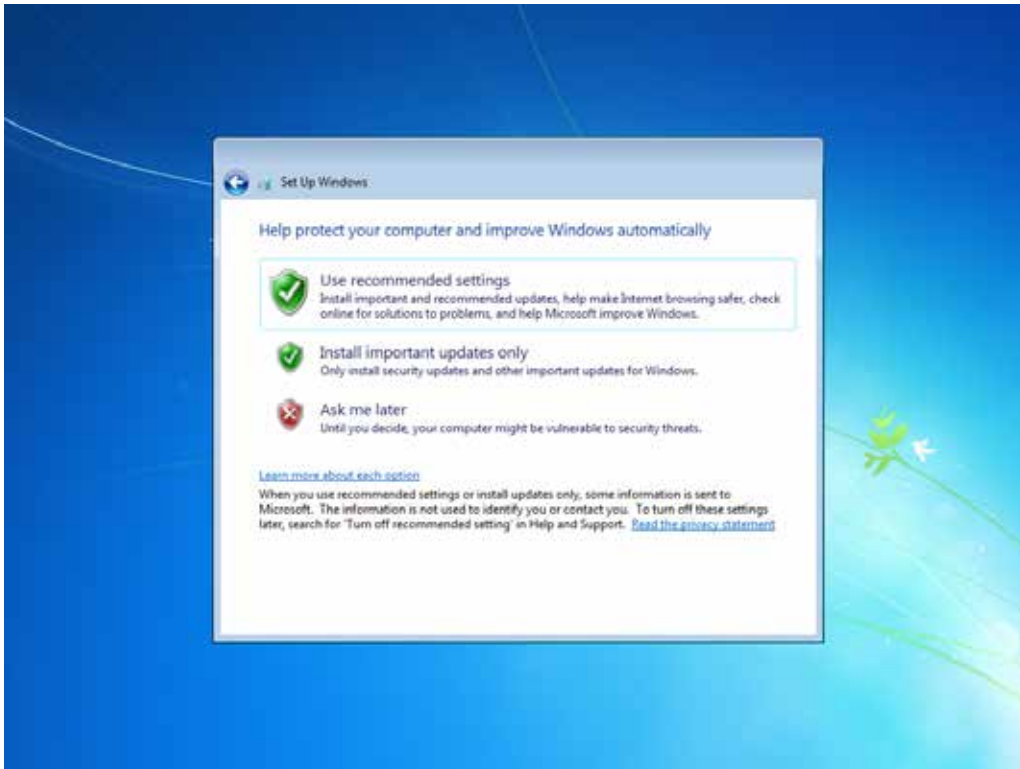 Set Up Windows
Help protect your computer and improve Windows automatically
Use recommended settings
Install important and recommended updates, help make Internet browsing safer, check
online for solutions to problems, and help Microsoft improve Windows.
Install important updates only
Only install security updates and other important updates for Windows.
Ask me later
Until you decide, your computer might be vulnerable to security threats.
Learn more about each option
When you use recommended settings or install updates only, some information is sent to
Microsoft. The information is not used to identify you or contact you. To turn off these settings
later, search for 'Turn off recommended setting' in Help and Support. Read the privacy statement